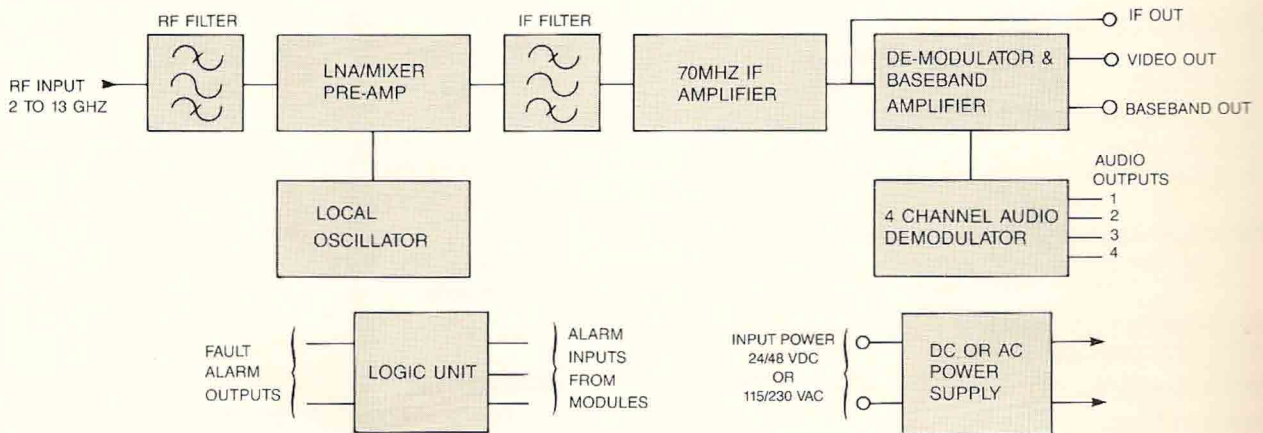 RF FILTER
IF FILTER
IF OUT
RF INPUT
2 TO 13 GHZ
LNA/MIXER
PRE-AMP
70MHZ IF
AMPLIFIER
DE-MODULATOR &
BASEBAND
AMPLIFIER
VIDEO OUT
BASEBAND OUT
LOCAL
OSCILLATOR
4 CHANNEL AUDIO
DEMODULATOR
AUDIO
OUTPUTS
1
2
3
4
FAULT
ALARM
OUTPUTS
LOGIC UNIT
ALARM
INPUTS
FROM
MODULES
INPUT POWER
24/48 VDC
OR
115/230 VAC
DC OR AC
POWER
SUPPLY